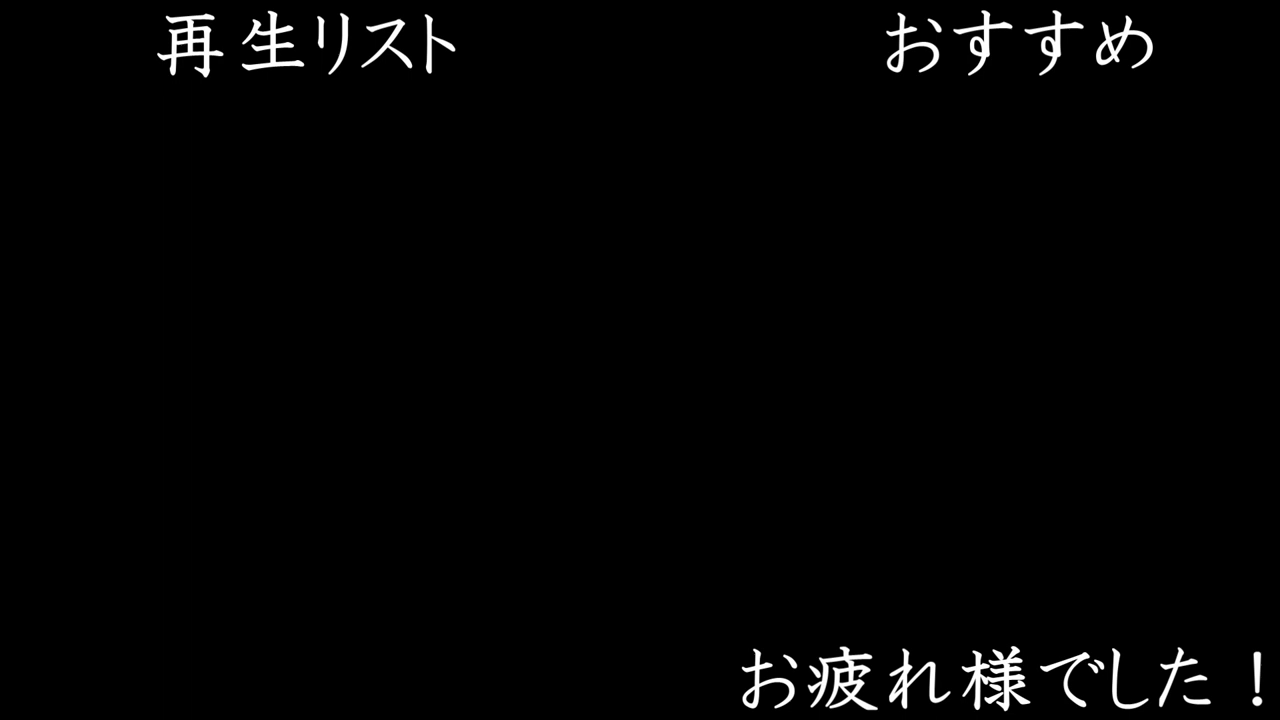 再生リスト
おすすめ
お疲れ様でした！